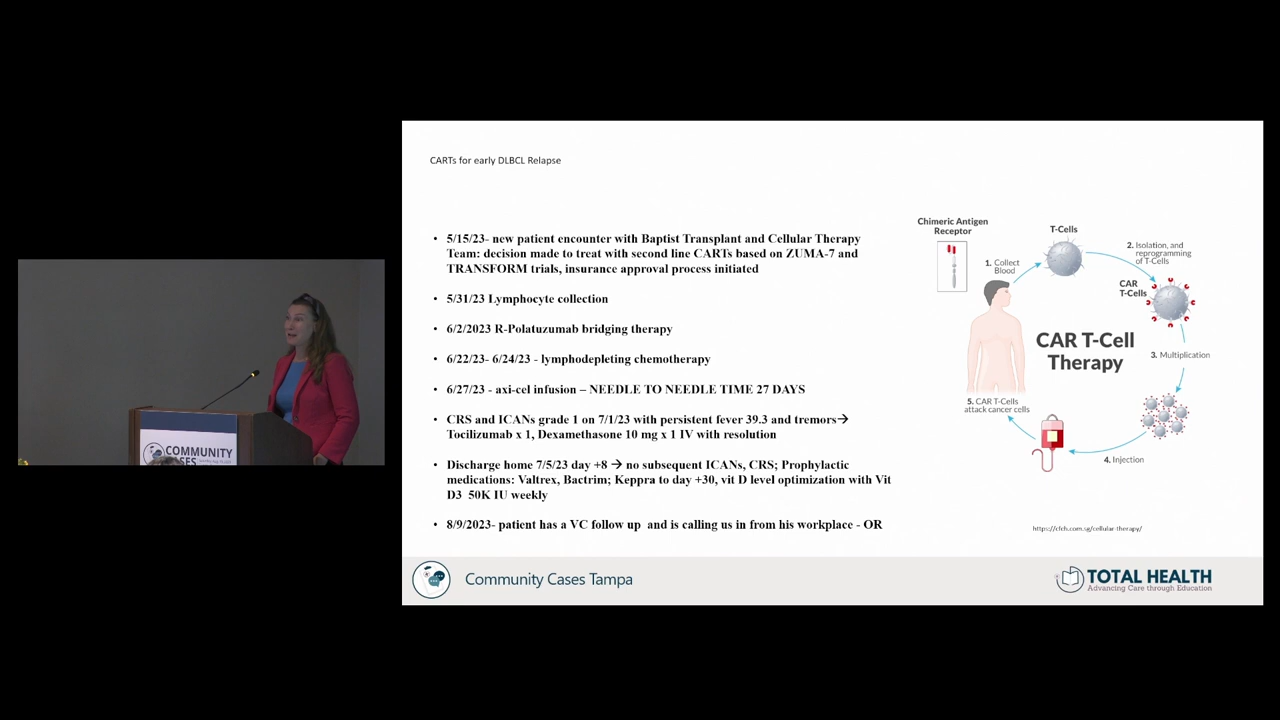 CARTs for early DLBCL Relapse
• 5/15/23- new patient encounter with Baptist Transplant and Cellular Therapy
Team: decision made to treat with second line CARTs based on ZUMA-7 and
TRANSFORM trials, insurance approval process initiated
• 5/31/23 Lymphocyte collection
• 6/2/2023 R-Polatuzumab bridging therapy
• 6/22/23- 6/24/23 - lymphodepleting chemotherapy
• 6/27/23 - axi-cel infusion – NEEDLE TO NEEDLE TIME 27 DAYS
• CRS and ICANs grade 1 on 7/1/23 with persistent fever 39.3 and tremors→
Tocilizumab x 1, Dexamethasone 10 mg x 1 IV with resolution
• Discharge home 7/5/23 day +8 → no subsequent ICANs, CRS; Prophylactic
medications: Valtrex, Bactrim; Keppra to day +30, vit D level optimization with Vit
D3 50K IU weekly
• 8/9/2023- patient has a VC follow up and is calling us in from his workplace - OR
Chimeric Antigen
Receptor
T-Cells
1. Collect
Blood
2. Isolation, and
reprogramming
of T-Cells
CAR
T-Cells
CAR T-Cell
Therapy
3. Multiplication
5. CAR T-Cells
attack cancer cells
4. Injection
https://cfch.com.sg/cellular-therapy/
Community Cases Tampa
TOTAL HEALTH
Advancing Care through Education
COMMUNITY
CASES